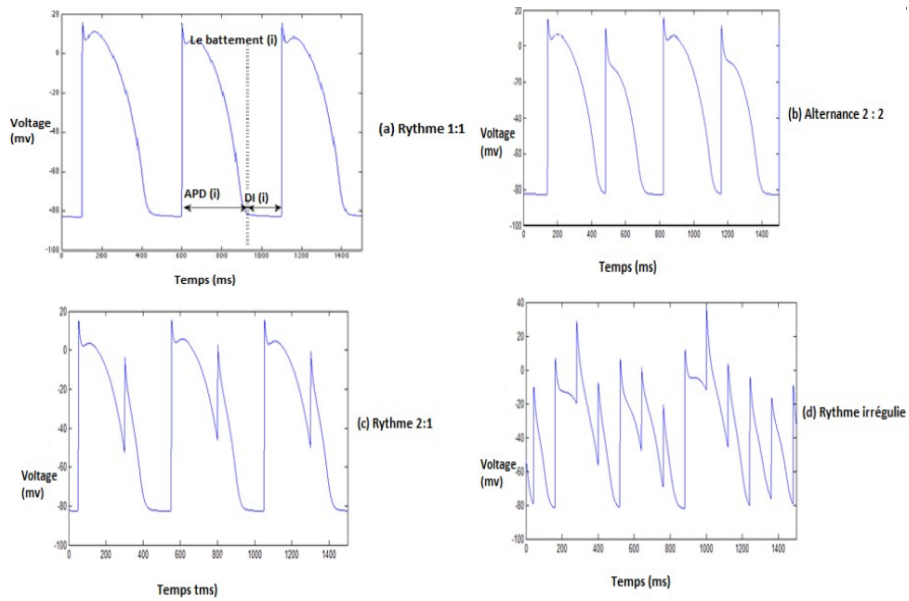 20
0
-20
-40
-60
-80
-100
0 200 400 600 800 1000 1200 1400
Voltage
(mv)
Le battement (i)
APD (i)
DI (i)
(a) Rythme 1:1
Temps (ms)
20
0
-20
-40
-60
-80
-100
0 200 400 600 800 1000 1200 1400
Voltage
(mv)
(b) Alternance 2 : 2
Temps (ms)
20
0
-20
-40
-60
-80
-100
0 200 400 600 800 1000 1200 1400
Voltage
(mv)
(c) Rythme 2:1
Temps tms)
40
20
0
-20
-40
-60
-80
-100
0 200 400 600 800 1000 1200 1400
Voltage
(mv)
(d) Rythme irrégulie
Temps (ms)